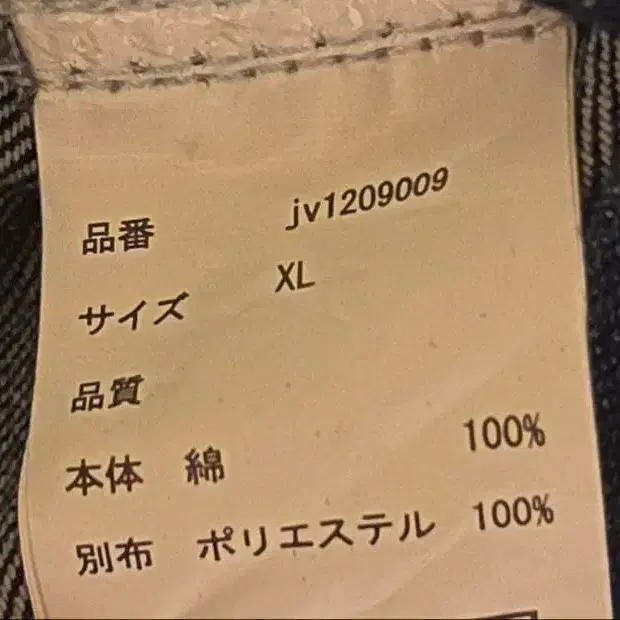 品番 jv1209009
サイズ XL
品質
本体 綿 100%
別布 ポリエステル 100%